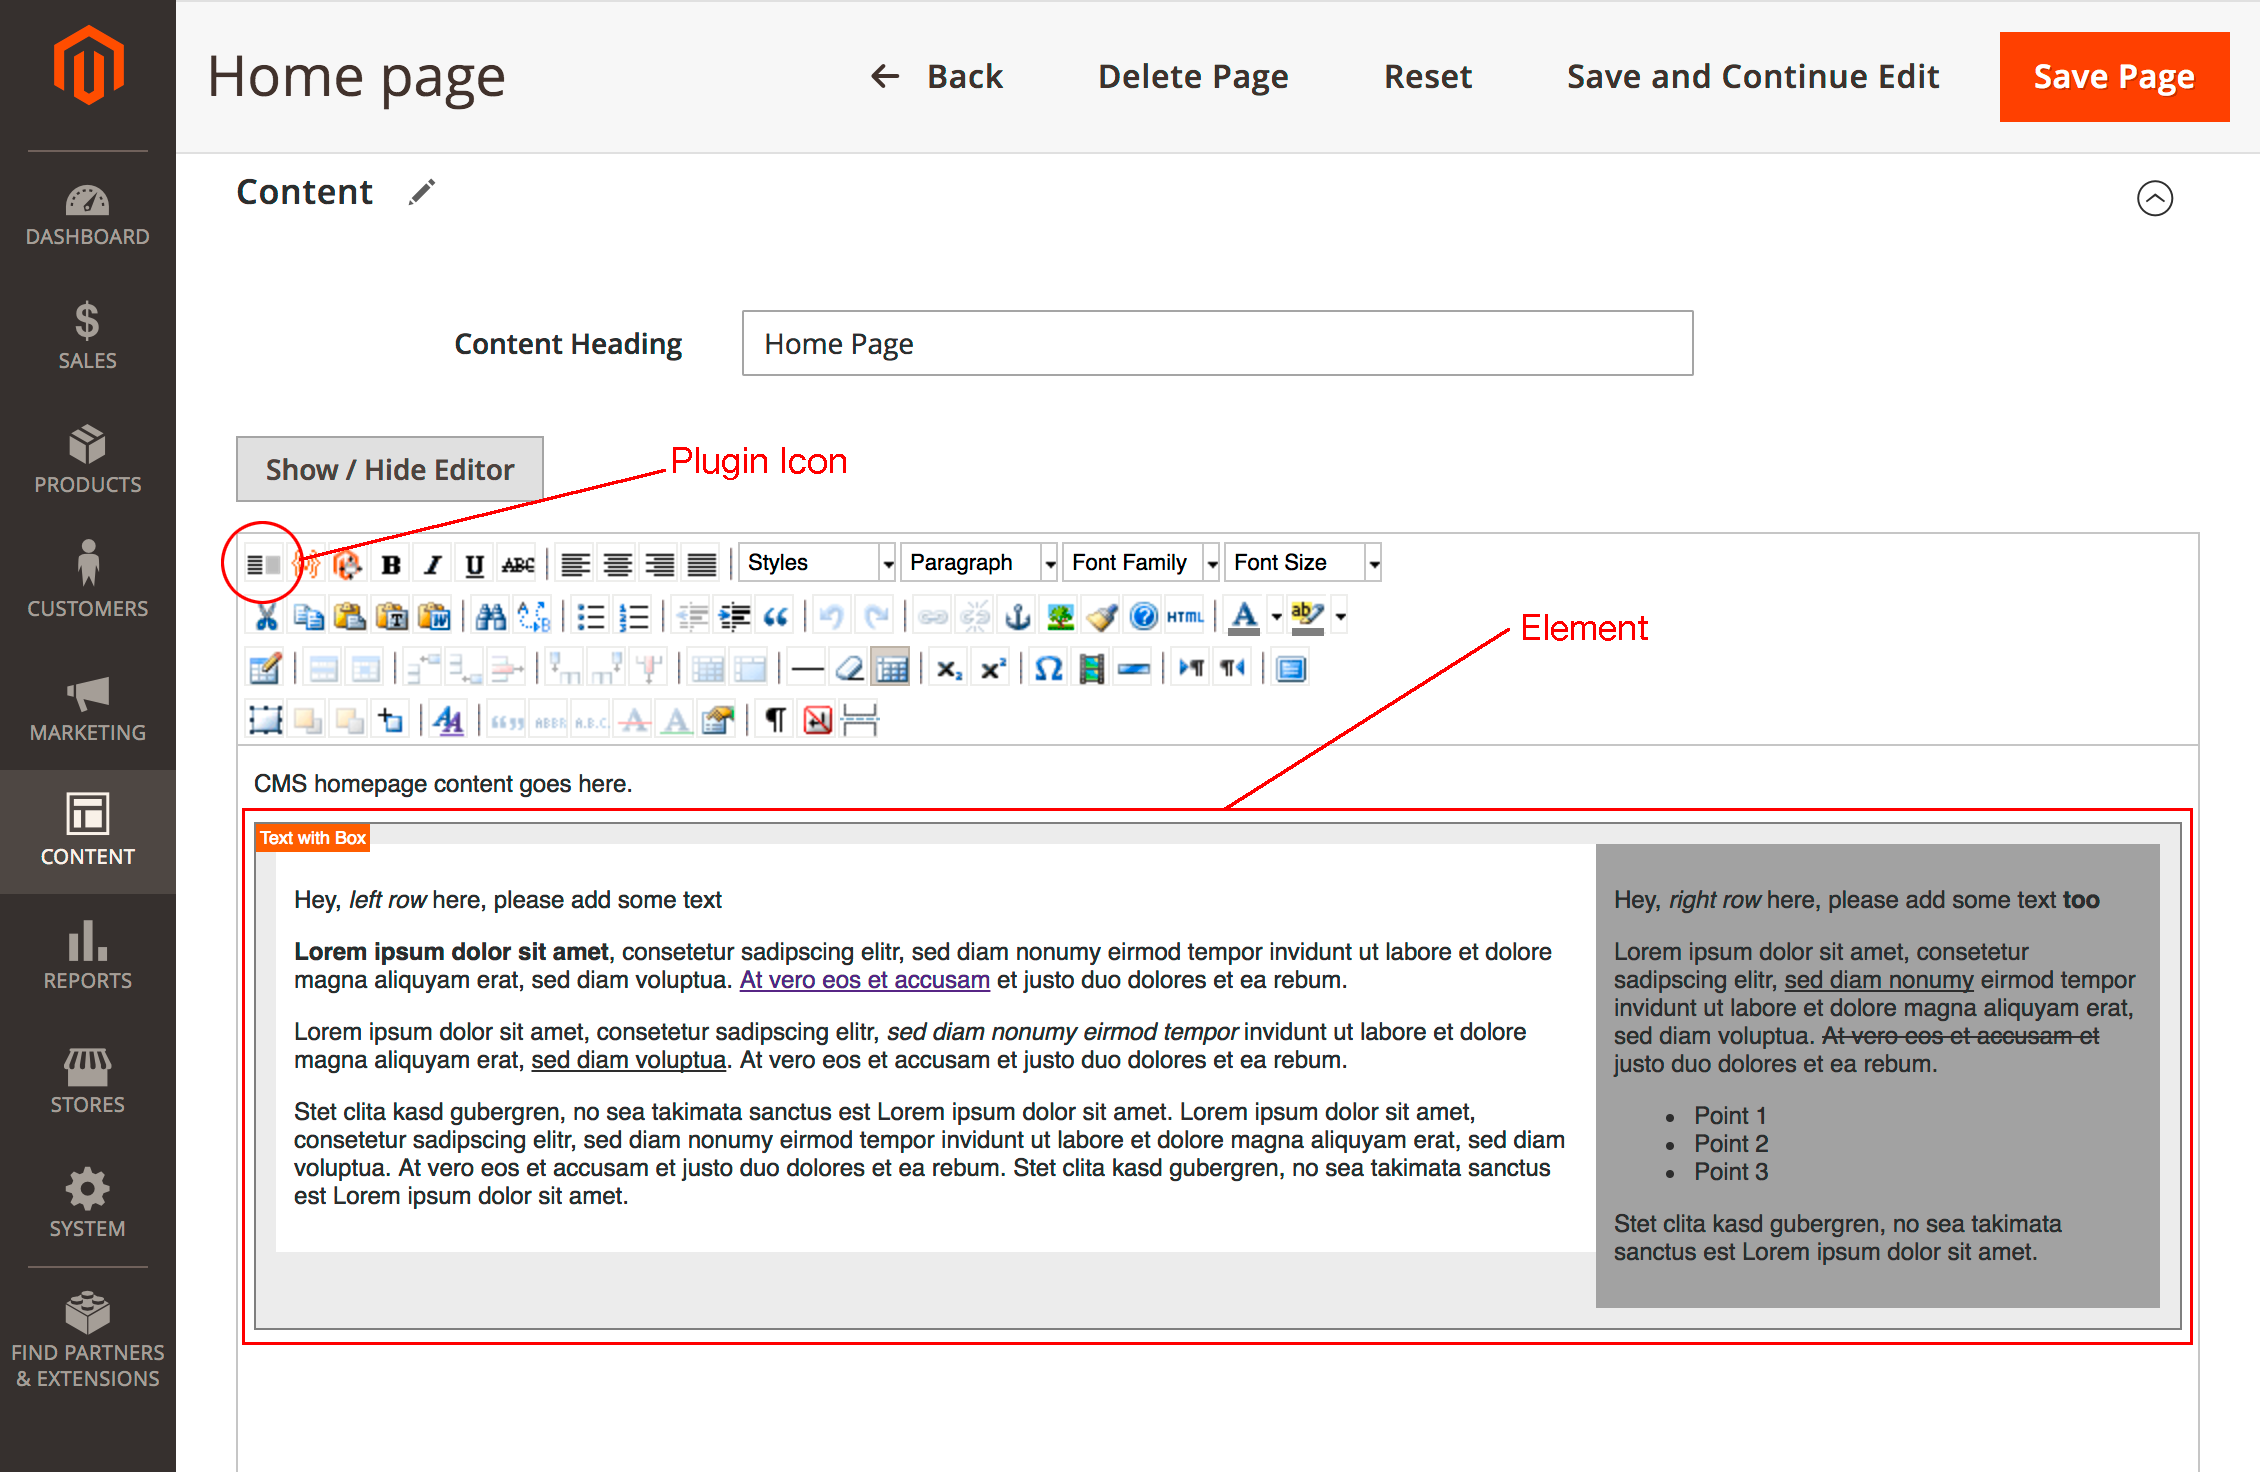 Home page
Back
Delete Page
Reset
Save and Continue Edit
Save Page
DASHBOARD
SALES
PRODUCTS
CUSTOMERS
MARKETING
CONTENT
REPORTS
STORES
SYSTEM
FIND PARTNERS
& EXTENSIONS
Content
Content Heading
Home Page
Show / Hide Editor
Plugin Icon
B I U ABC
Styles
Paragraph
Font Family
Font Size
HTML
Element
ABBR A.B.C.
CMS homepage content goes here.
Text with Box
Hey, left row here, please add some text
Lorem ipsum dolor sit amet, consetetur sadipscing elitr, sed diam nonumy eirmod tempor invidunt ut labore et dolore
magna aliquyam erat, sed diam voluptua. At vero eos et accusam et justo duo dolores et ea rebum.
Lorem ipsum dolor sit amet, consetetur sadipscing elitr, sed diam nonumy eirmod tempor invidunt ut labore et dolore
magna aliquyam erat, sed diam voluptua. At vero eos et accusam et justo duo dolores et ea rebum.
Stet clita kasd gubergren, no sea takimata sanctus est Lorem ipsum dolor sit amet. Lorem ipsum dolor sit amet,
consetetur sadipscing elitr, sed diam nonumy eirmod tempor invidunt ut labore et dolore magna aliquyam erat, sed diam
voluptua. At vero eos et accusam et justo duo dolores et ea rebum. Stet clita kasd gubergren, no sea takimata sanctus
est Lorem ipsum dolor sit amet.
Hey, right row here, please add some text too
Lorem ipsum dolor sit amet, consetetur
sadipscing elitr, sed diam nonumy eirmod tempor
invidunt ut labore et dolore magna aliquyam erat,
sed diam voluptua. At vero eos et accusam et
justo duo dolores et ea rebum.
• Point 1
• Point 2
• Point 3
Stet clita kasd gubergren, no sea takimata
sanctus est Lorem ipsum dolor sit amet.